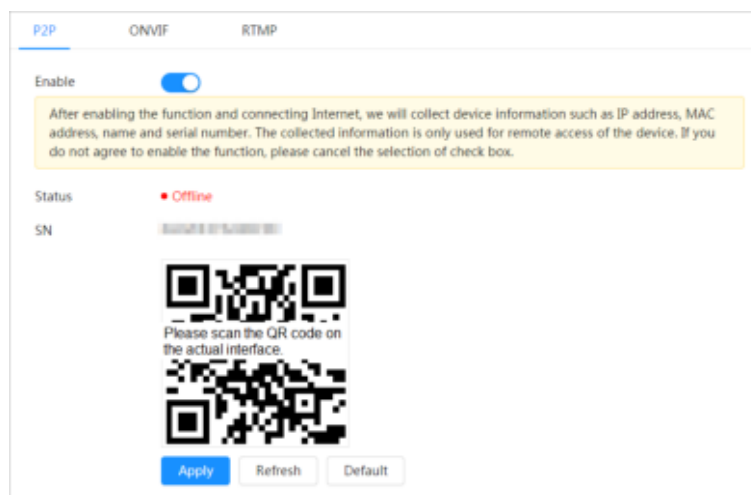 P2P ONVIF RTMP
Enable
After enabling the function and connecting Internet, we will collect device information such as IP address, MAC
address, name and serial number. The collected information is only used for remote access of the device. If you
do not agree to enable the function, please cancel the selection of check box.
Status • Offline
SN
Please scan the QR code on
the actual interface.
Apply Refresh Default